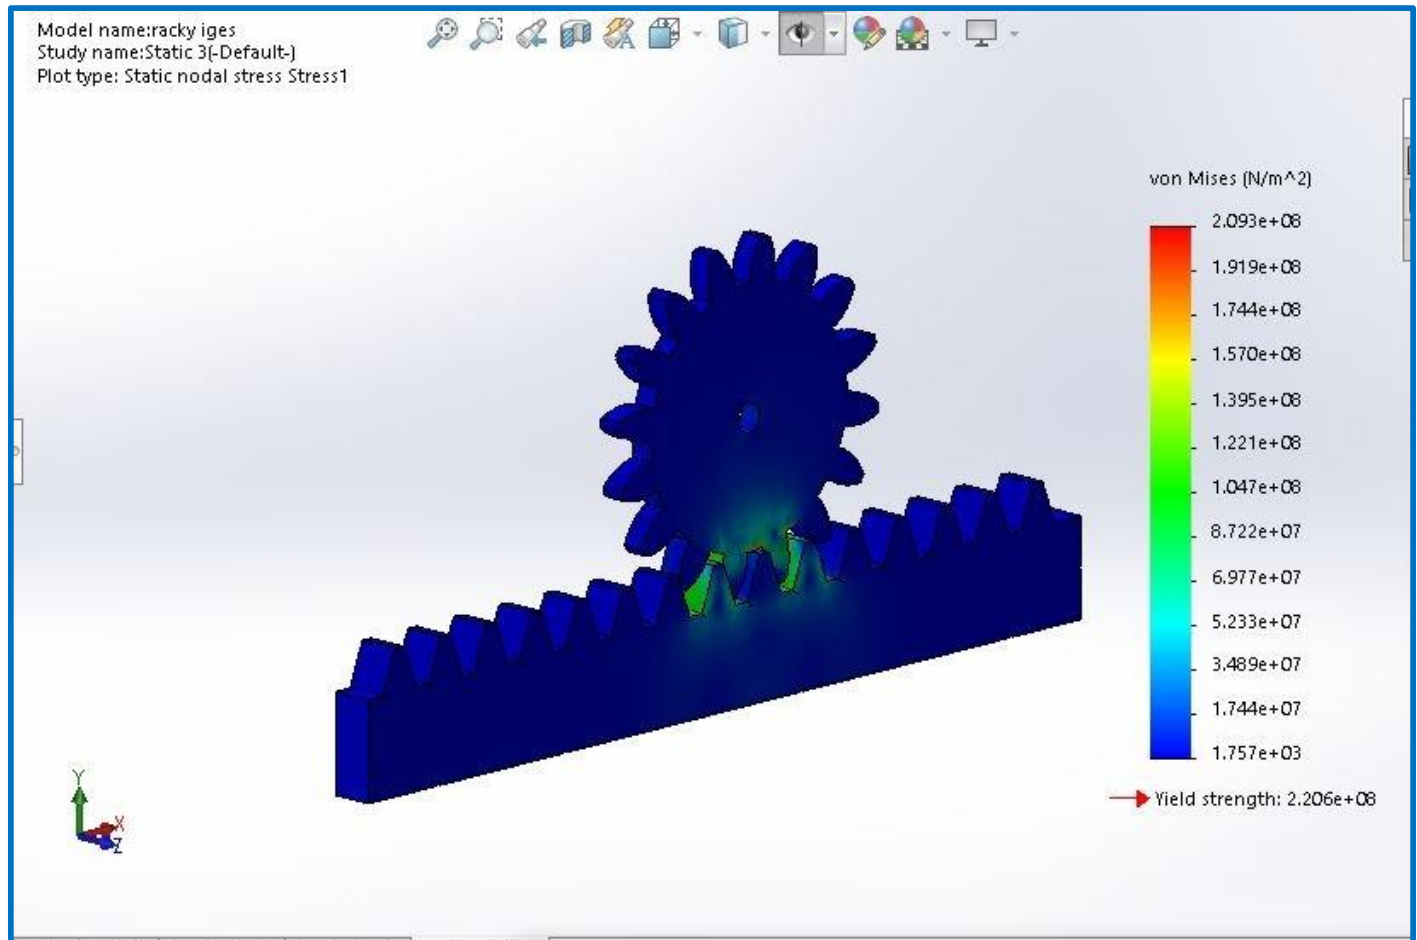 Model name:racky iges
Study name:Static 3(-Default-)
Plot type: Static nodal stress Stress1
von Mises (N/m^2)
2.093e+08
1.919e+08
1.744e+08
1.570e+08
1.395e+08
1.221e+08
1.047e+08
8.722e+07
6.977e+07
5.233e+07
3.489e+07
1.744e+07
1.757e+03
Yield strength: 2.206e+08
Y
X
Z